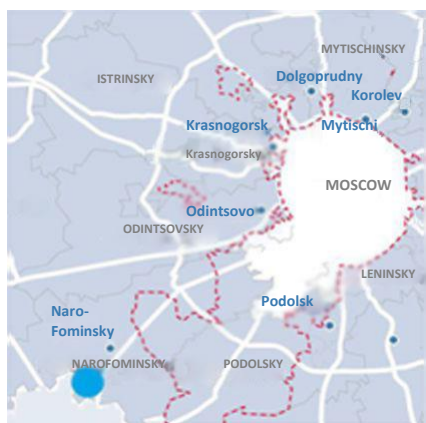 MYTISCHINSKY
ISTRINSKY
Dolgoprudny
Korolev
Krasnogorsk
Mytischi
Krasnogorsky
MOSCOW
Odintsovo
ODINTSOVSKY
LENINSKY
Podolsk
Naro-
Fominsky
NAROFOMINSKY
PODOLSKY